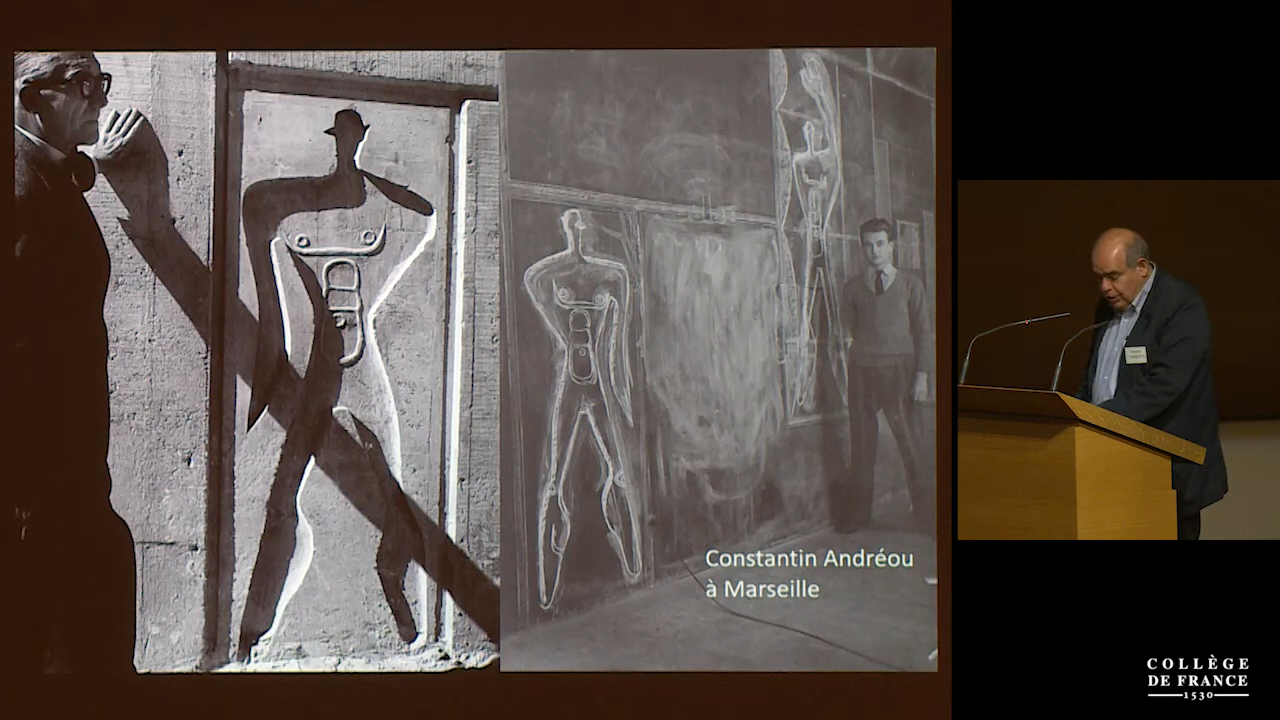 Constantin Andréou
à Marseille
COLLÈGE
DE FRANCE
1530